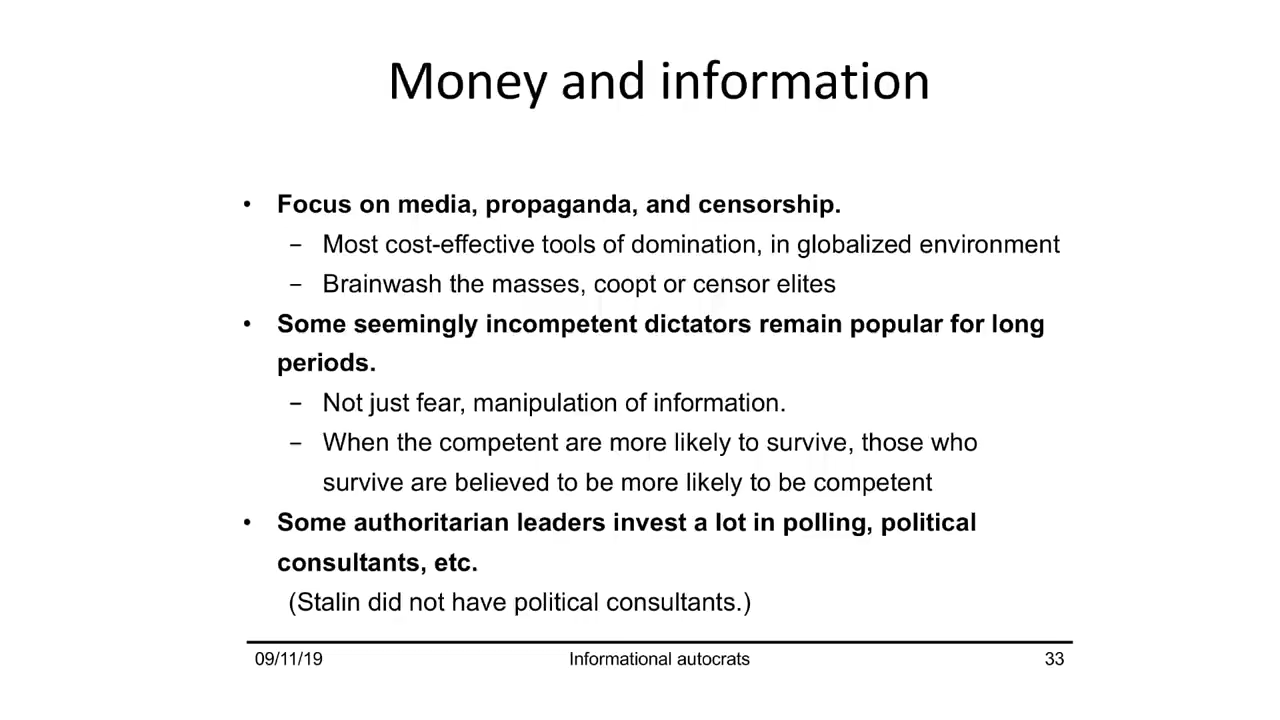 Money and information
• Focus on media, propaganda, and censorship.
– Most cost-effective tools of domination, in globalized environment
– Brainwash the masses, coopt or censor elites
• Some seemingly incompetent dictators remain popular for long
periods.
– Not just fear, manipulation of information.
– When the competent are more likely to survive, those who
survive are believed to be more likely to be competent
• Some authoritarian leaders invest a lot in polling, political
consultants, etc.
(Stalin did not have political consultants.)
09/11/19 Informational autocrats 33